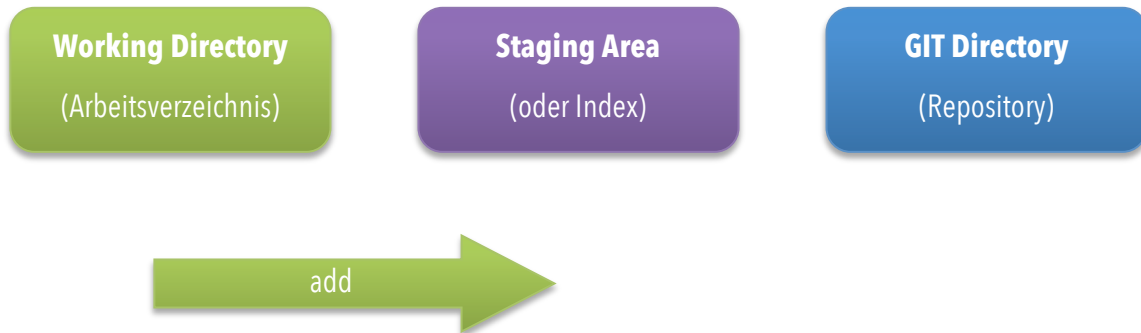 Working Directory
(Arbeitsverzeichnis)
Staging Area
(oder Index)
GIT Directory
(Repository)
add